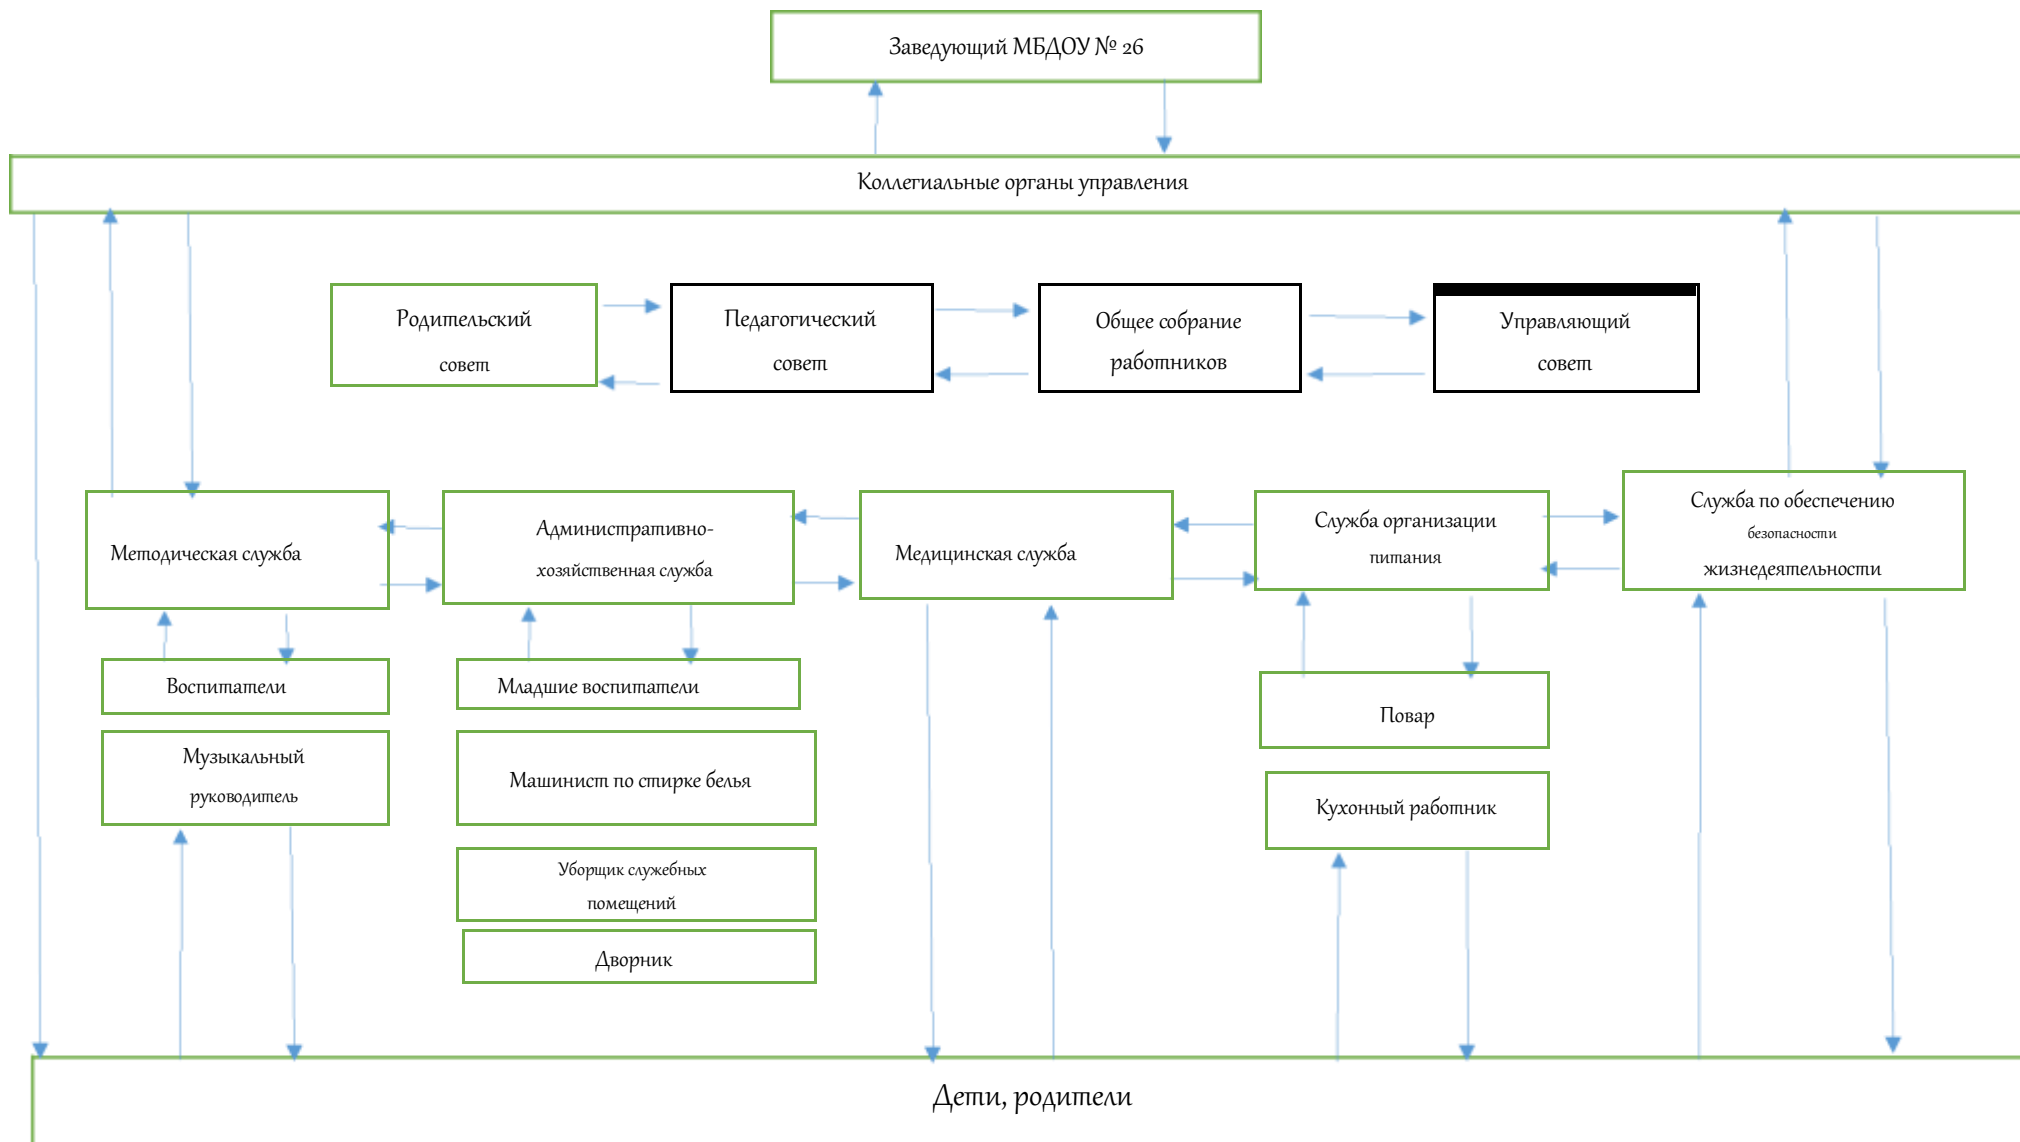 Заведующий МБДОУ № 26
Коллегиальные органы управления
Родительский
совет
Педагогический
совет
Общее собрание
работников
Управляющий
совет
Методическая служба
Административно-
хозяйственная служба
Медицинская служба
Служба организации
питания
Служба по обеспечению
безопасности
жизнедеятельности
Воспитатели
Музыкальный
руководитель
Младшие воспитатели
Машинист по стирке белья
Уборщик служебных
помещений
Дворник
Повар
Кухонный работник
Дети, родители